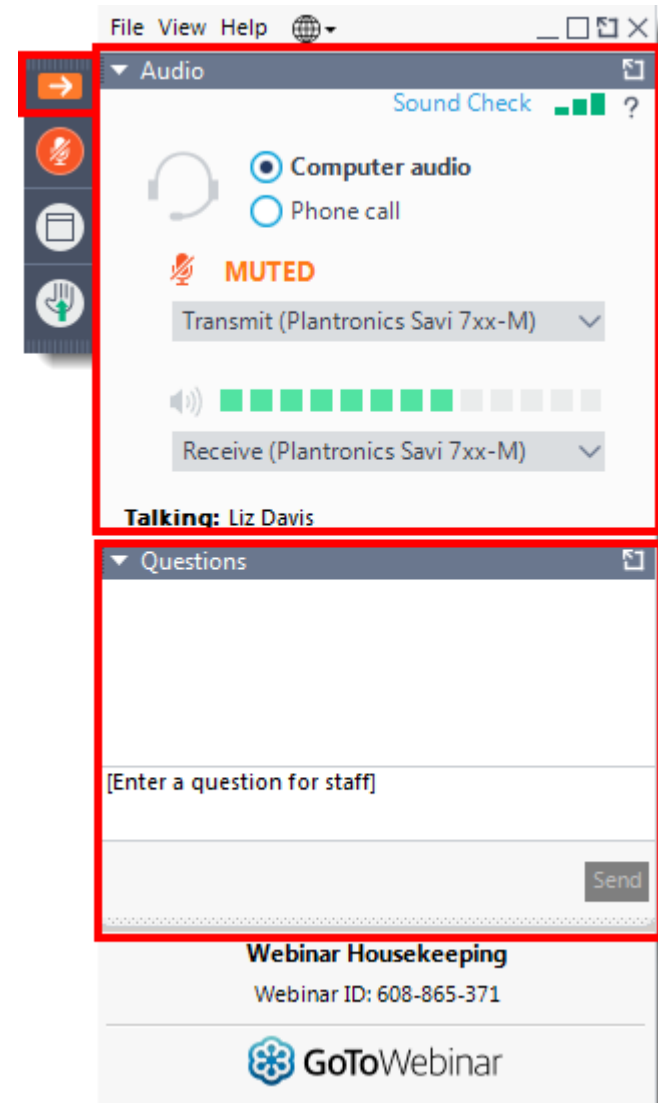 File View Help
Audio
Sound Check ?
Computer audio
Phone call
MUTED
Transmit (Plantronics Savi 7xx-M)
Receive (Plantronics Savi 7xx-M)
Talking: Liz Davis
Questions
[Enter a question for staff]
Send
Webinar Housekeeping
Webinar ID: 608-865-371
GoToWebinar